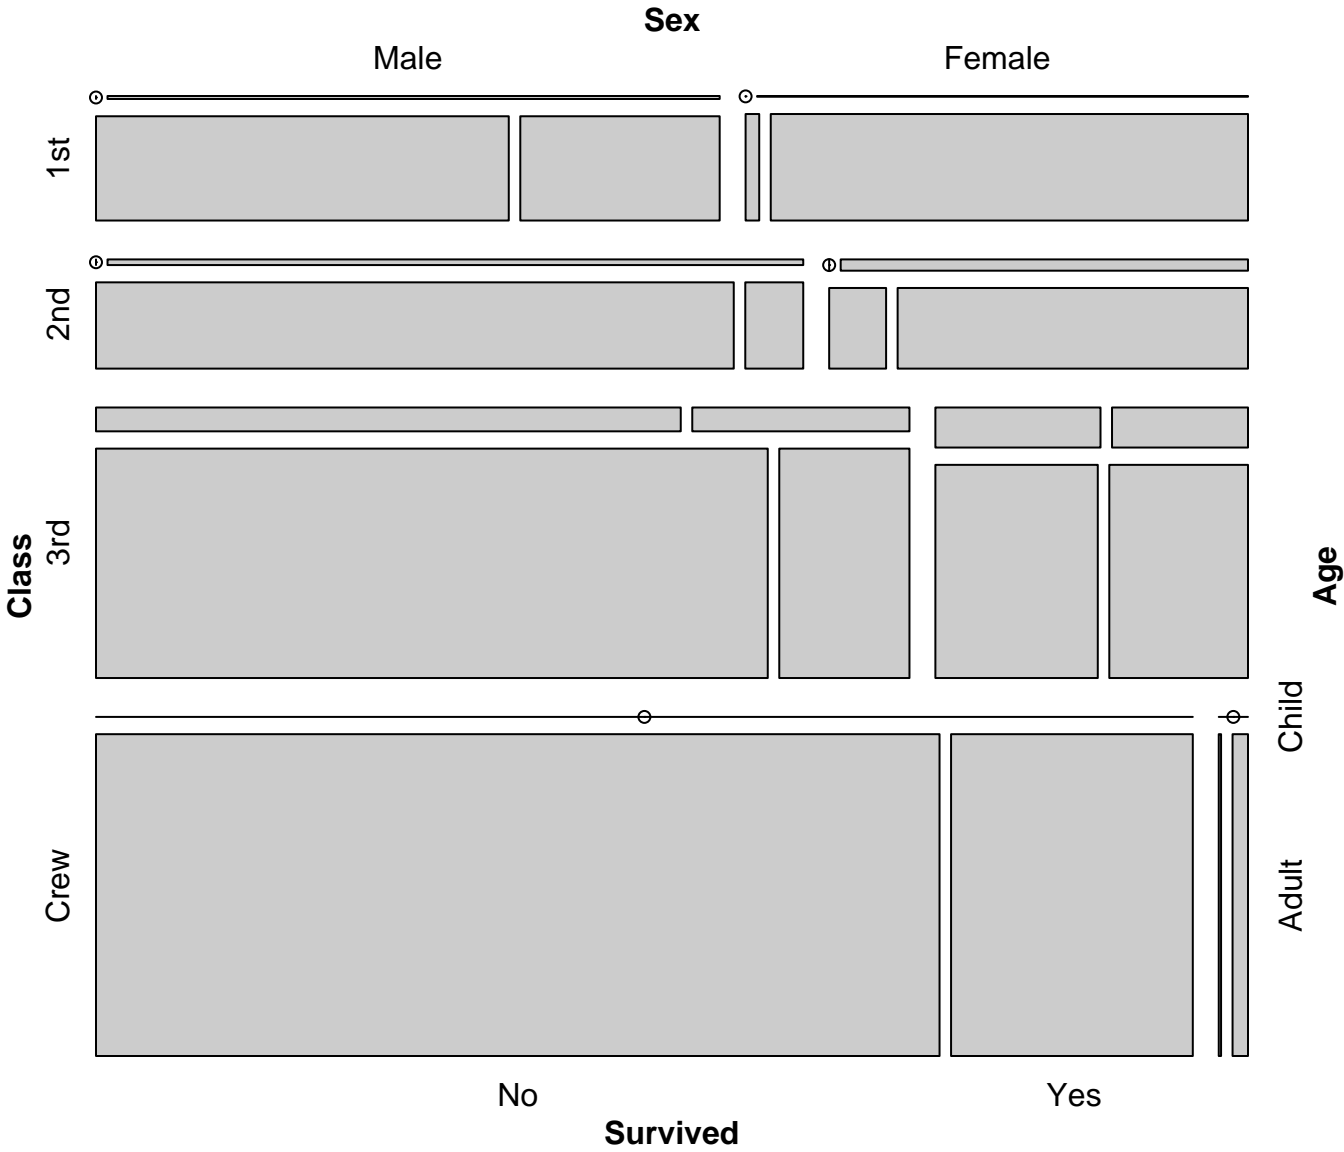 Sex
Male
Female
1st
2nd
3rd
Crew
Class
Age
Child
Adult
No
Yes
Survived